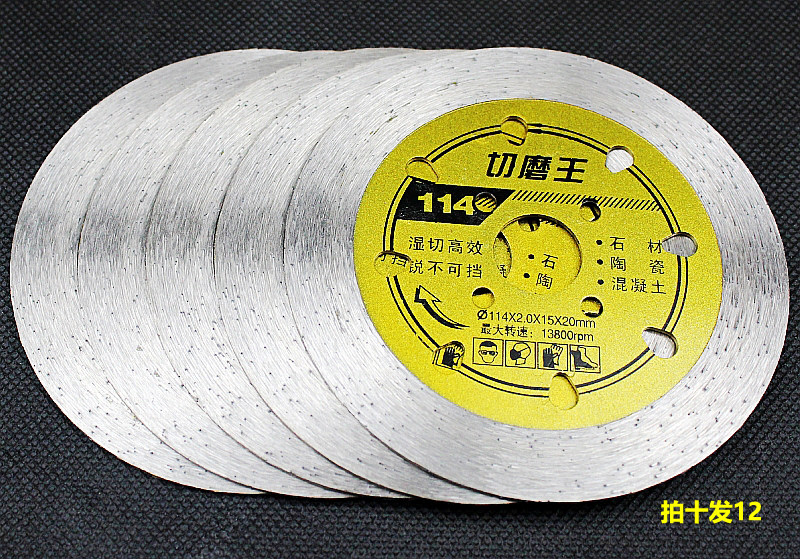 切磨王
114
湿切高效
锐不可挡
·石材
·陶瓷
·混凝土
·石
·陶
Ø114X2.0X15X20mm
最大转速：13800rpm
拍十发12